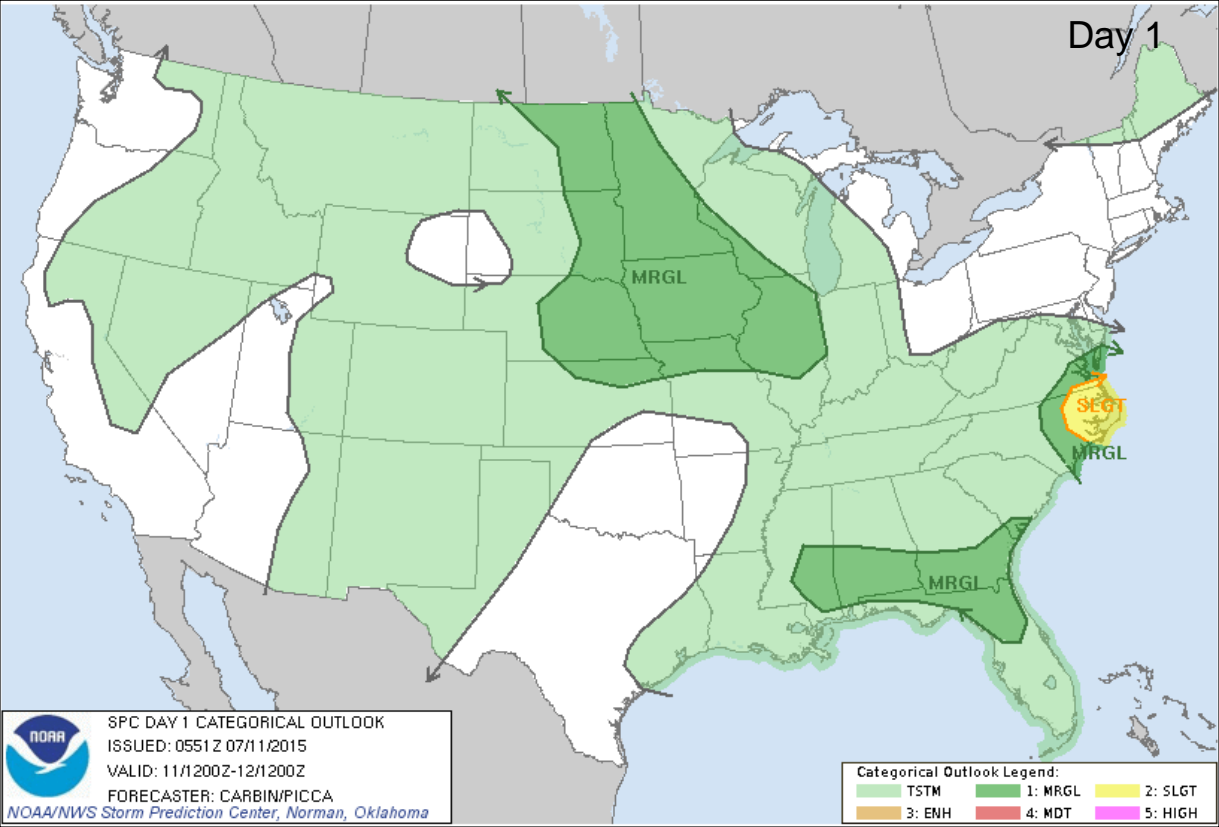 Day 1
MRGL
SLGT
MRGL
MRGL
NOAA
SPC DAY 1 CATEGORICAL OUTLOOK
ISSUED: 0551Z 07/11/2015
VALID: 11/1200Z-12/1200Z
FORECASTER: CARBIN/PICCA
NOAA/NWS Storm Prediction Center, Norman, Oklahoma
Categorical Outlook Legend:
TSTM 1: MRGL 2: SLGT
3: ENH 4: MDT 5: HIGH